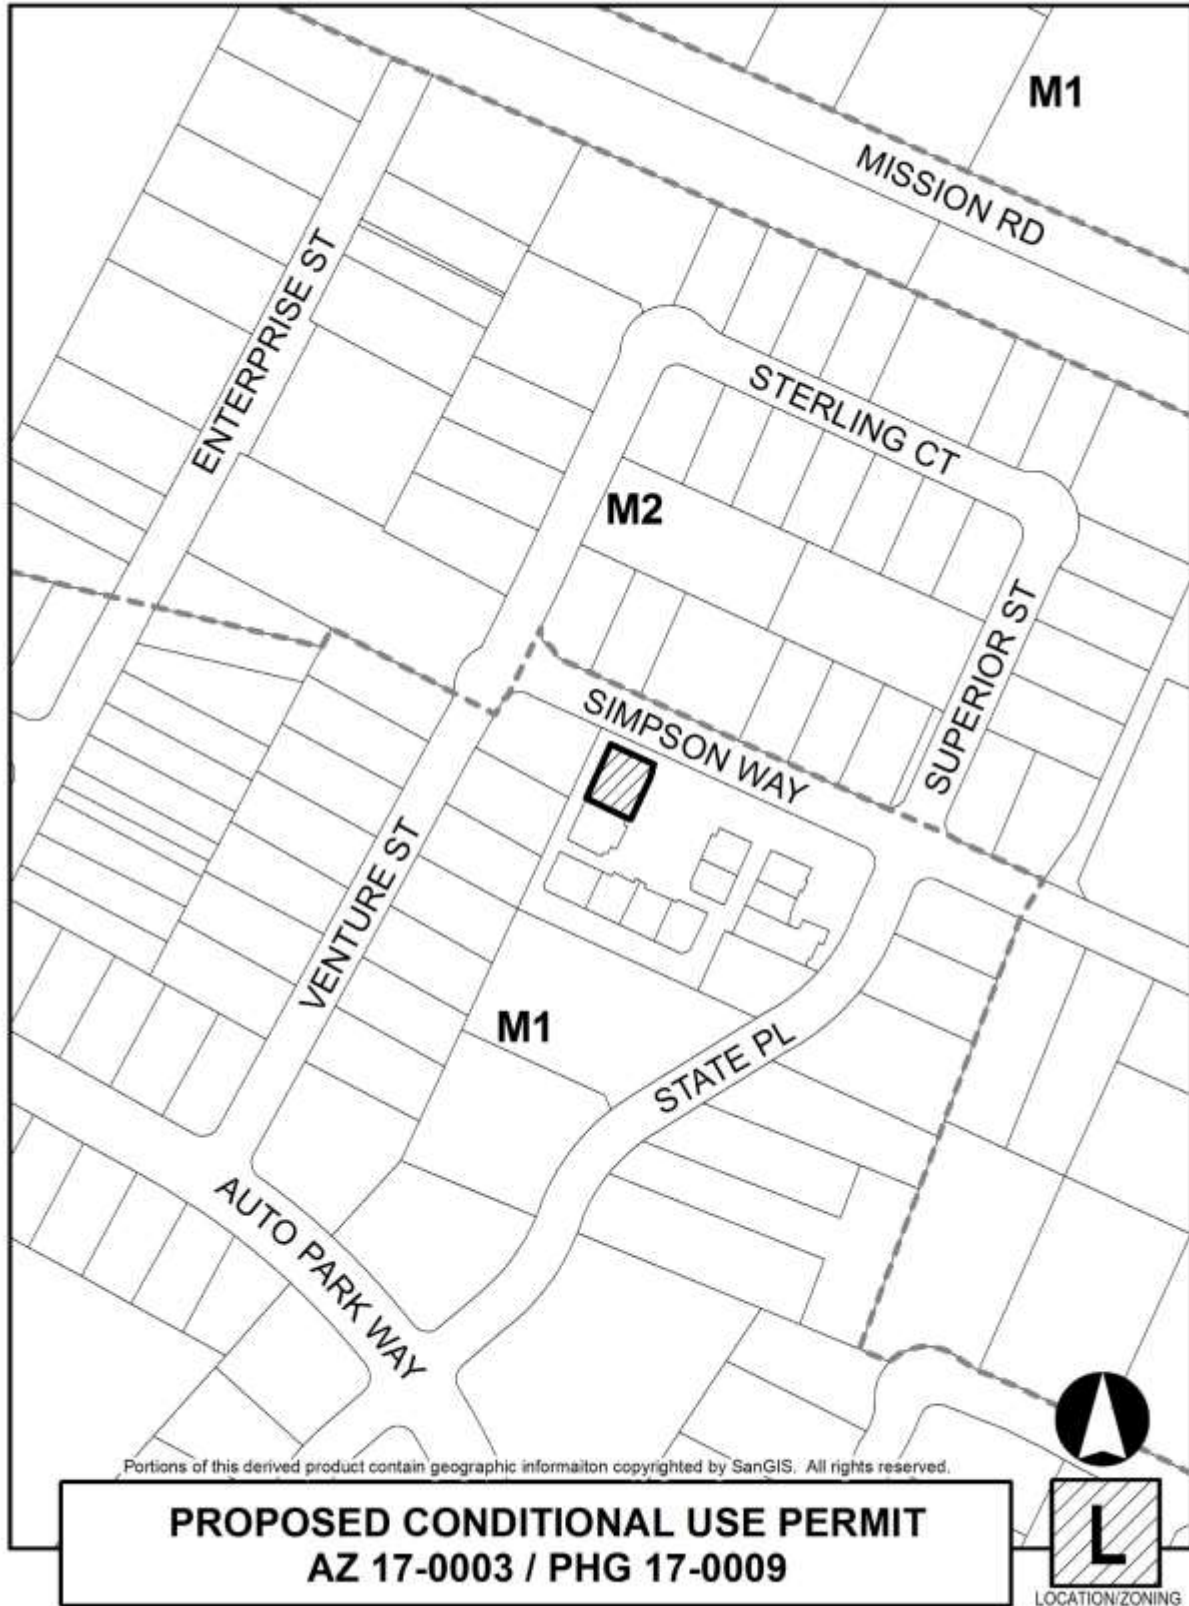 M1
MISSION RD
ENTERPRISE ST
STERLING CT
M2
SUPERIOR ST
SIMPSON WAY
VENTURE ST
M1
STATE PL
AUTO PARK WAY
Portions of this derived product contain geographic informaiton copyrighted by SanGIS. All rights reserved.
PROPOSED CONDITIONAL USE PERMIT
AZ 17-0003 / PHG 17-0009
L
LOCATION/ZONING